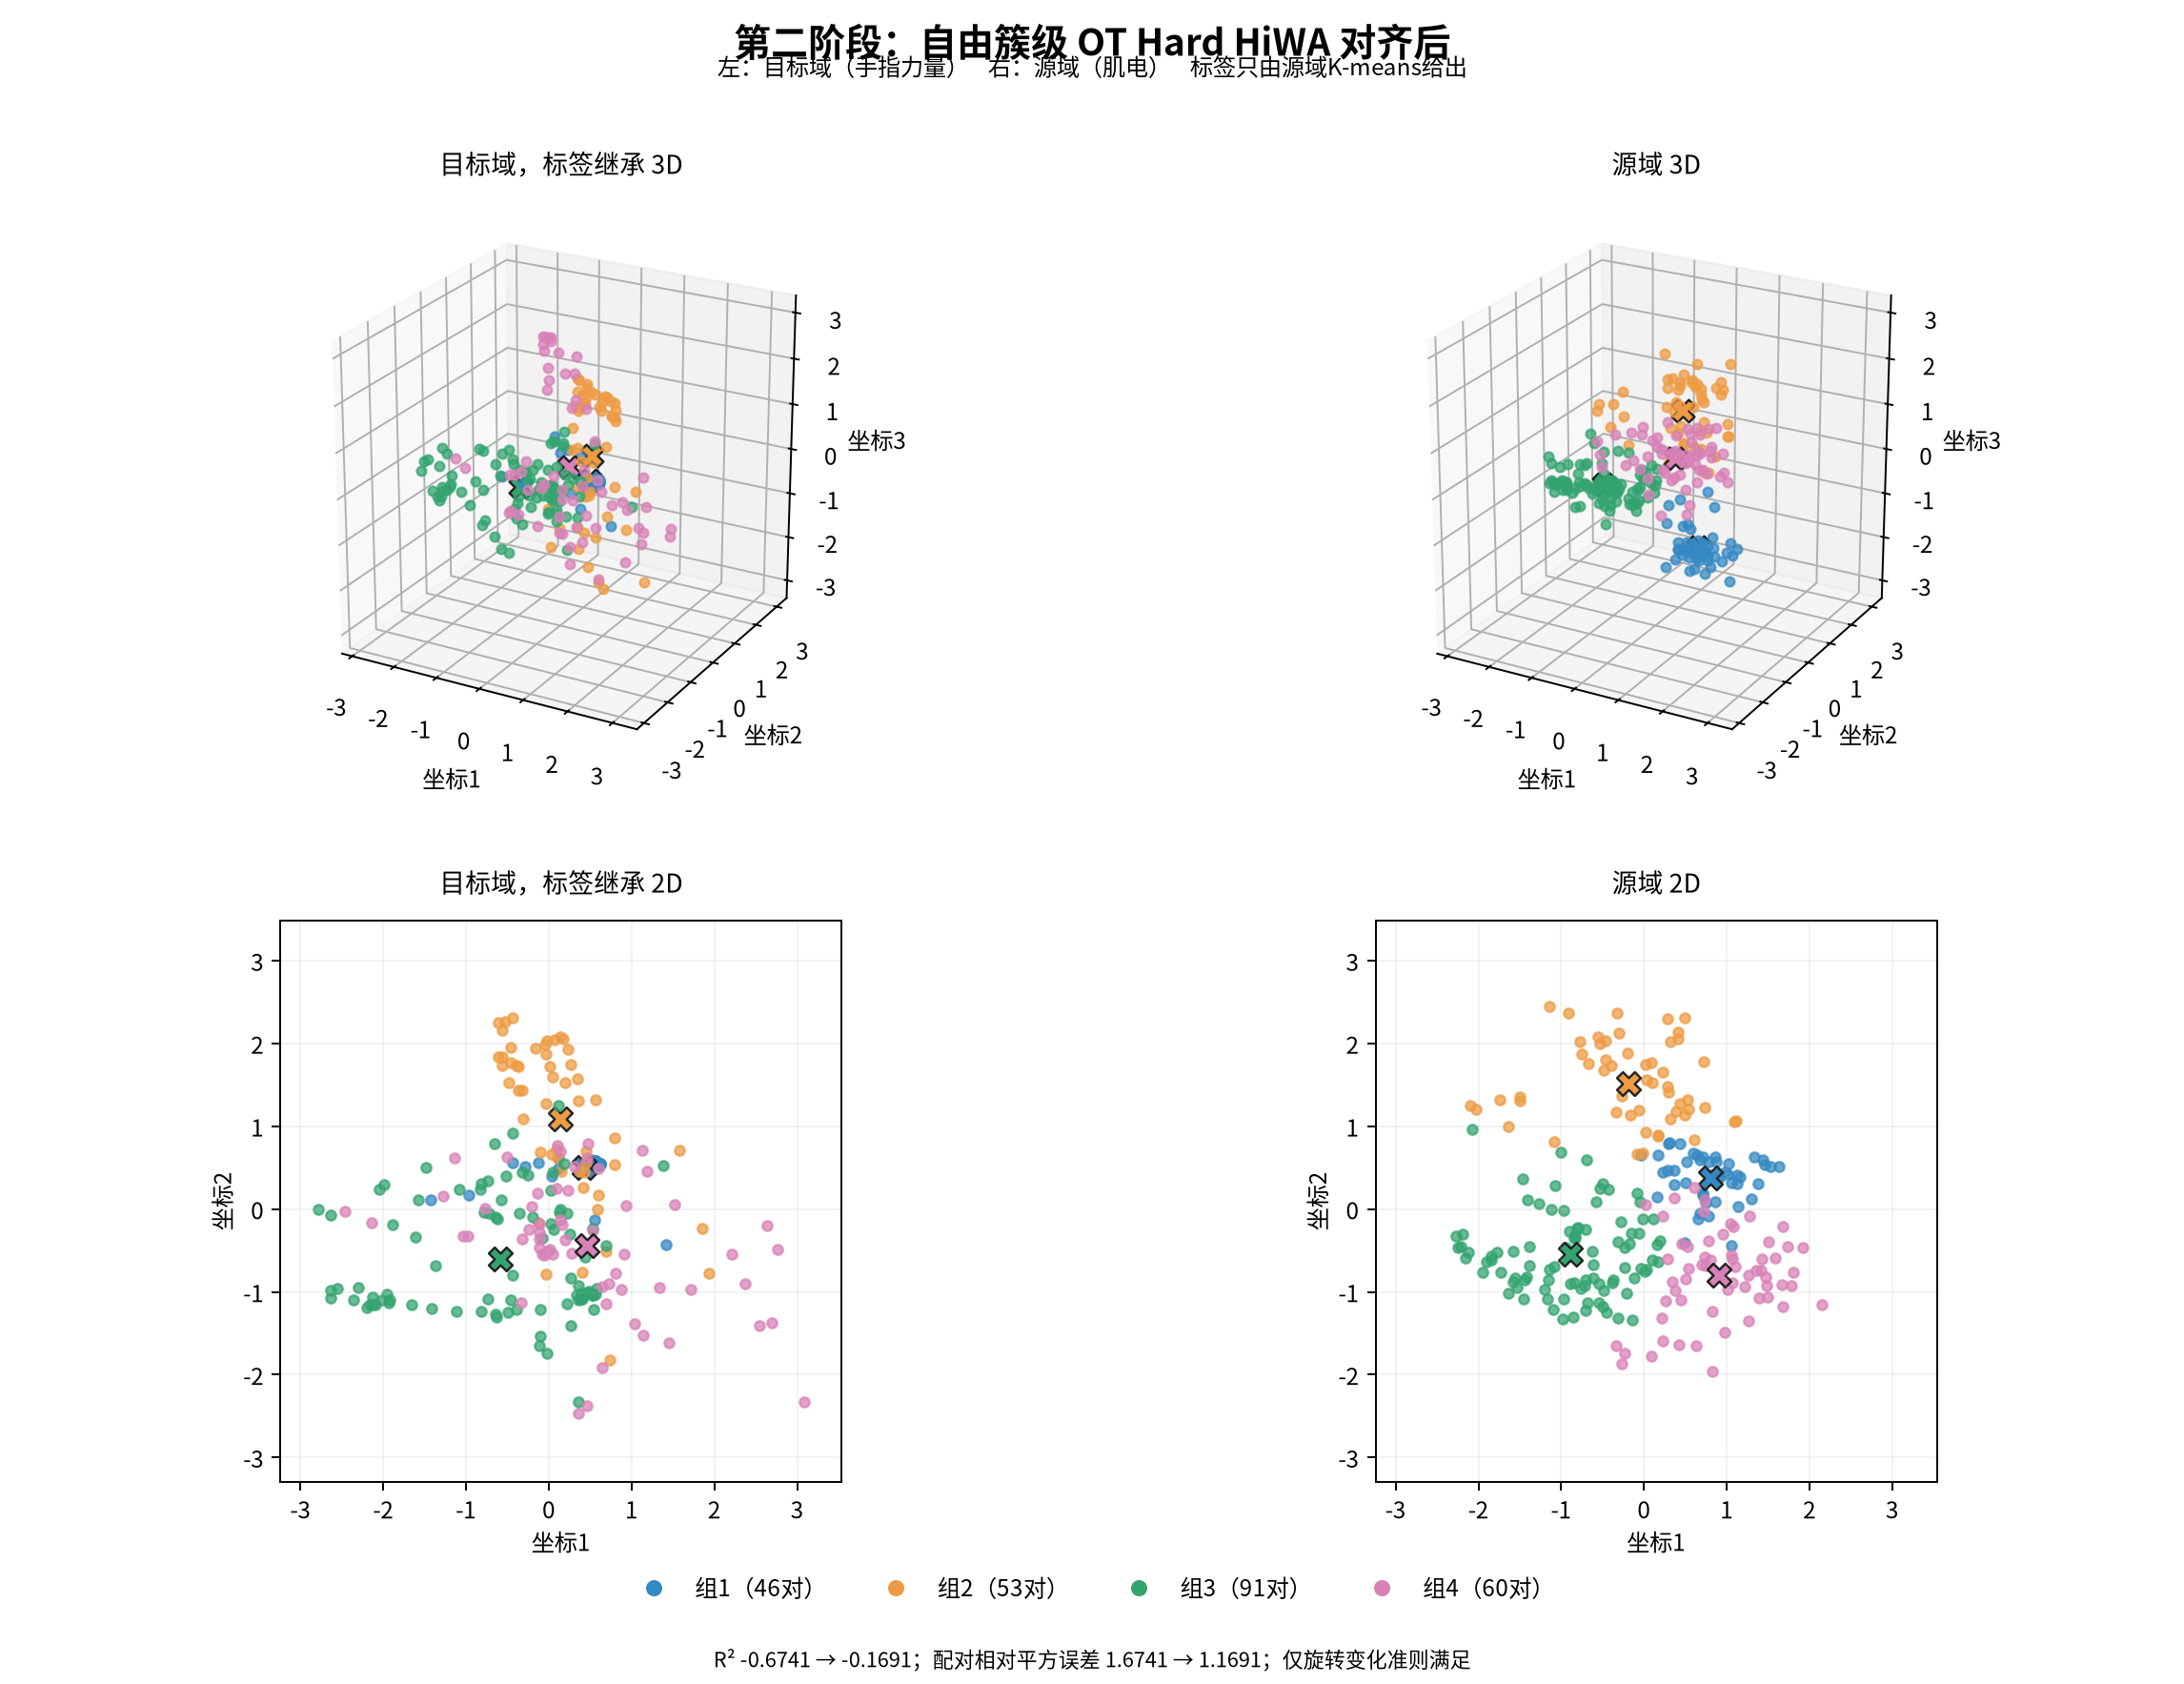 第二阶段：自由簇级 OT Hard HiWA 对齐后
左：目标域（手指力量） 右：源域（肌电） 标签只由源域K-means给出
目标域，标签继承 3D
源域 3D
3
2
1
0
-1
-2
-3
坐标3
3
2
1
0
-1
-2
-3
坐标2
-3
-2
-1
0
1
2
3
坐标1
3
2
1
0
-1
-2
-3
坐标3
3
2
1
0
-1
-2
-3
坐标2
-3
-2
-1
0
1
2
3
坐标1
目标域，标签继承 2D
源域 2D
3
2
1
0
-1
-2
-3
坐标2
-3 -2 -1 0 1 2 3
坐标1
3
2
1
0
-1
-2
-3
坐标2
-3 -2 -1 0 1 2 3
坐标1
组1（46对） 组2（53对） 组3（91对） 组4（60对）
R² -0.6741 → -0.1691；配对相对平方误差 1.6741 → 1.1691；仅旋转变化准则满足